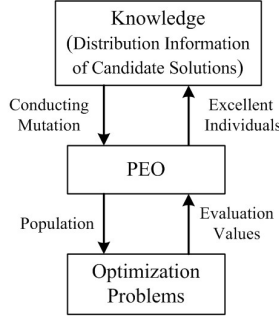 Knowledge
(Distribution Information
of Candidate Solutions)
Conducting
Mutation
Excellent
Individuals
PEO
Population
Evaluation
Values
Optimization
Problems